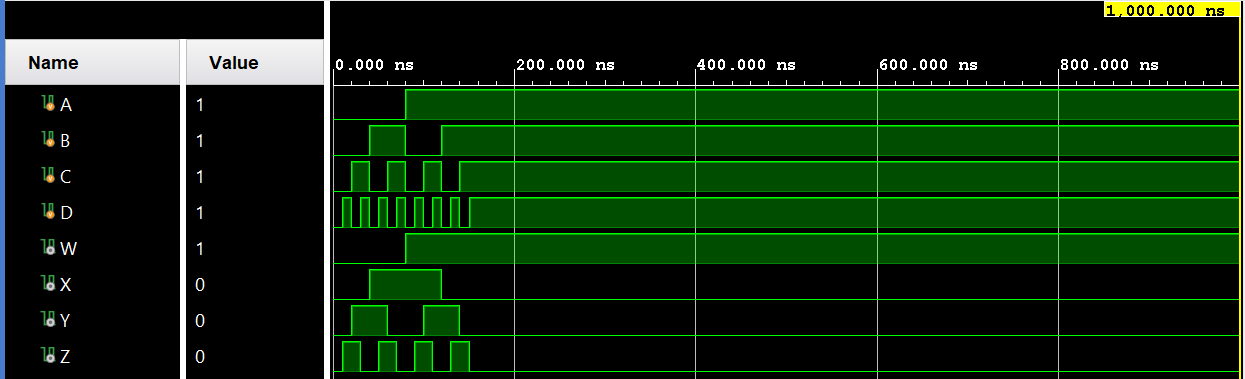 1,000.000 ns
Name Value
0.000 ns 200.000 ns 400.000 ns 600.000 ns 800.000 ns
A 1
B 1
C 1
D 1
W 1
X 0
Y 0
Z 0